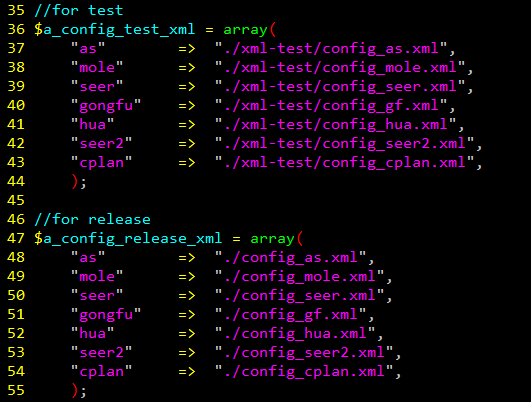 35 //for test
36 $a_config_test_xml = array(
37     "as"        =>  "./xml-test/config_as.xml",
38     "mole"      =>  "./xml-test/config_mole.xml",
39     "seer"      =>  "./xml-test/config_seer.xml",
40     "gongfu"    =>  "./xml-test/config_gf.xml",
41     "hua"       =>  "./xml-test/config_hua.xml",
42     "seer2"     =>  "./xml-test/config_seer2.xml",
43     "cplan"     =>  "./xml-test/config_cplan.xml",
44     );
45
46 //for release
47 $a_config_release_xml = array(
48     "as"        =>  "./config_as.xml",
49     "mole"      =>  "./config_mole.xml",
50     "seer"      =>  "./config_seer.xml",
51     "gongfu"    =>  "./config_gf.xml",
52     "hua"       =>  "./config_hua.xml",
53     "seer2"     =>  "./config_seer2.xml",
54     "cplan"     =>  "./config_cplan.xml",
55     );